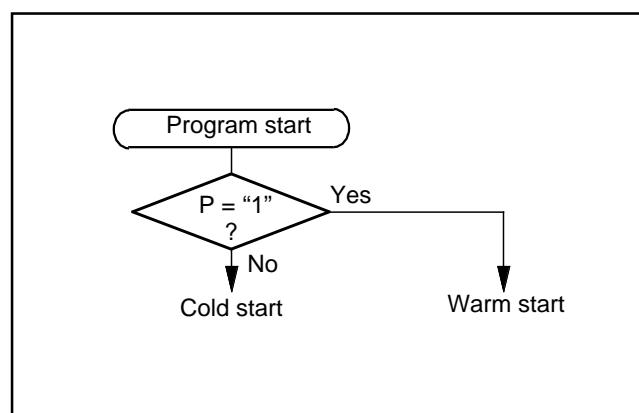 Program start
P = “1”
?
Yes
No
Cold start
Warm start